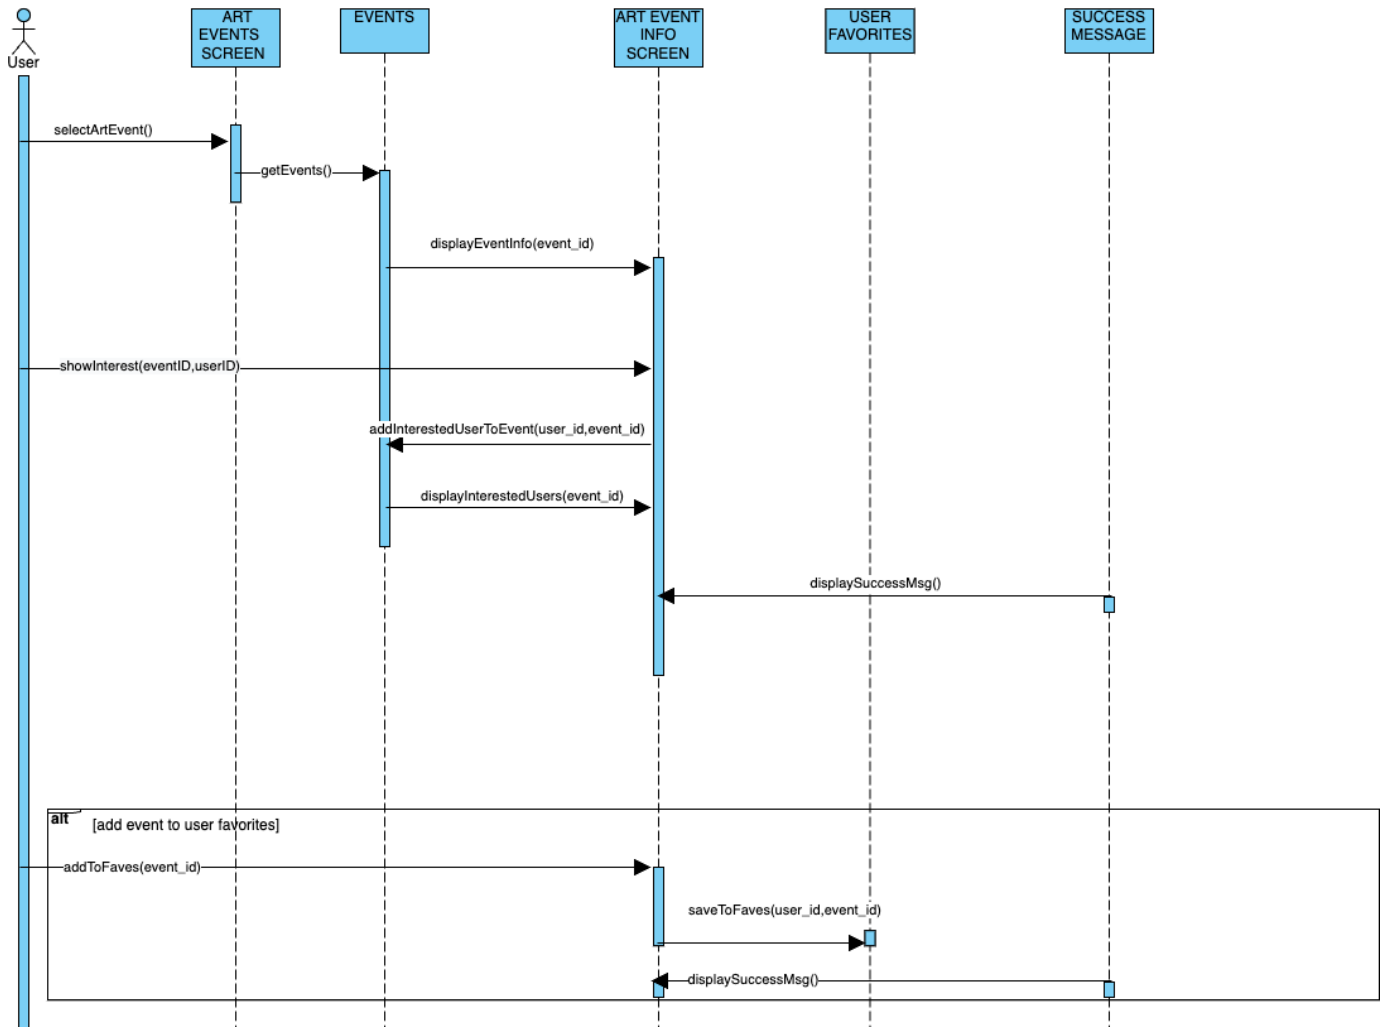 User
ART
EVENTS
SCREEN
EVENTS
ART EVENT
INFO
SCREEN
USER
FAVORITES
SUCCESS
MESSAGE
selectArtEvent()
getEvents()
displayEventInfo(event_id)
showInterest(eventID,userID)
addInterestedUserToEvent(user_id,event_id)
displayInterestedUsers(event_id)
displaySuccessMsg()
alt
[add event to user favorites]
addToFaves(event_id)
saveToFaves(user_id,event_id)
displaySuccessMsg()